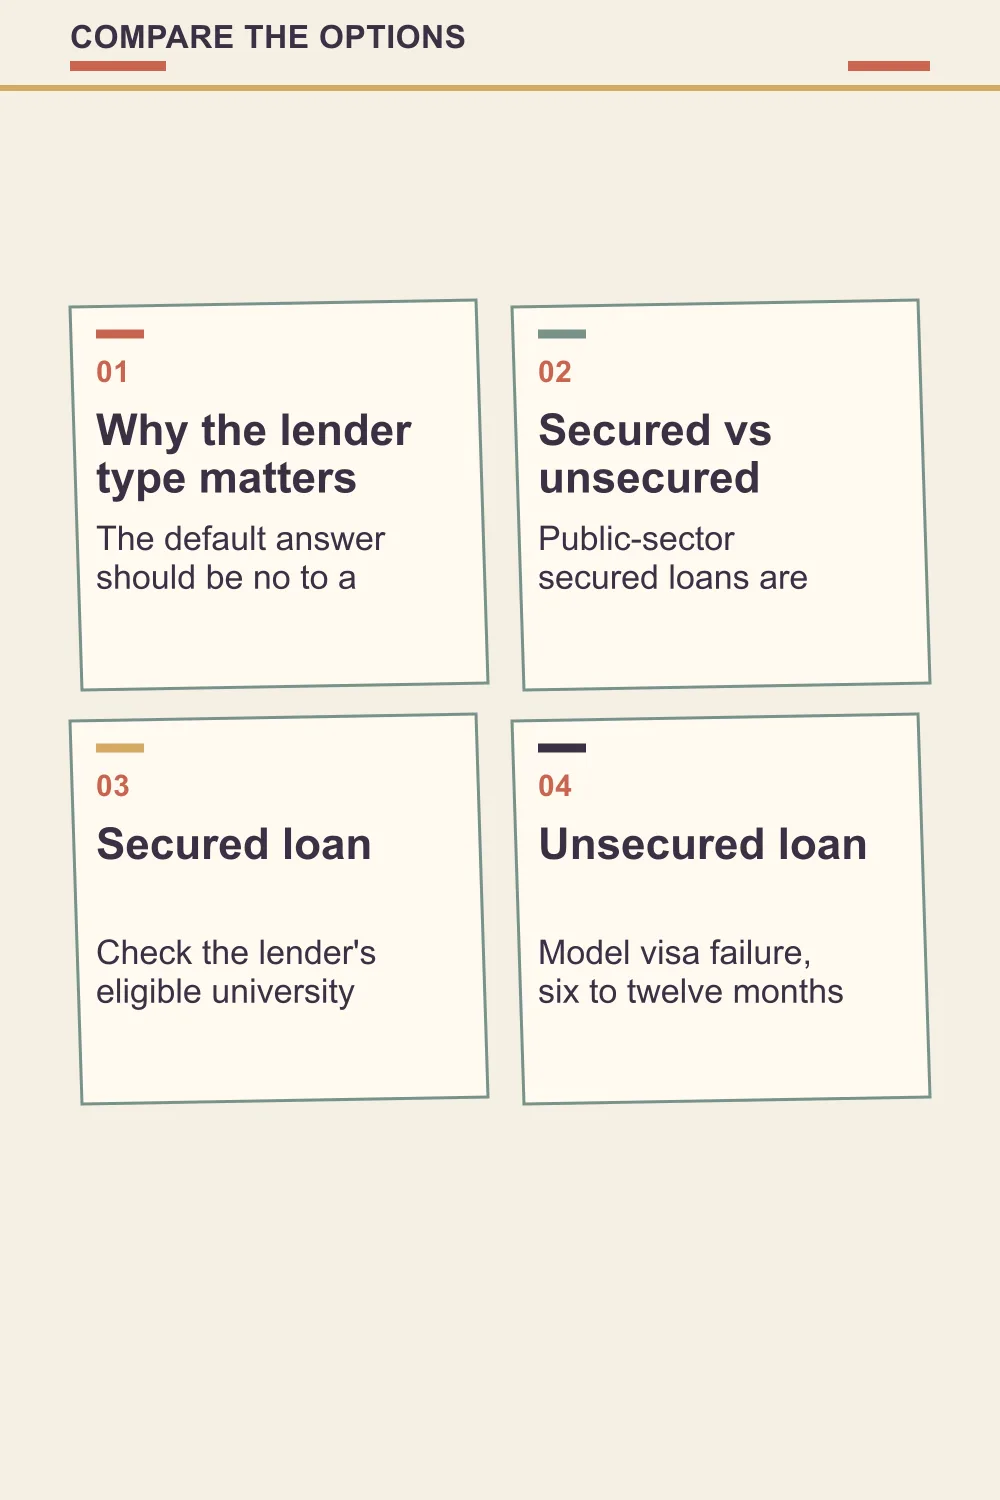 COMPARE THE OPTIONS
01
Why the lender
type matters
The default answer
should be no to a
02
Secured vs
unsecured
Public-sector
secured loans are
03
Secured loan
Check the lender's
eligible university
04
Unsecured loan
Model visa failure,
six to twelve months